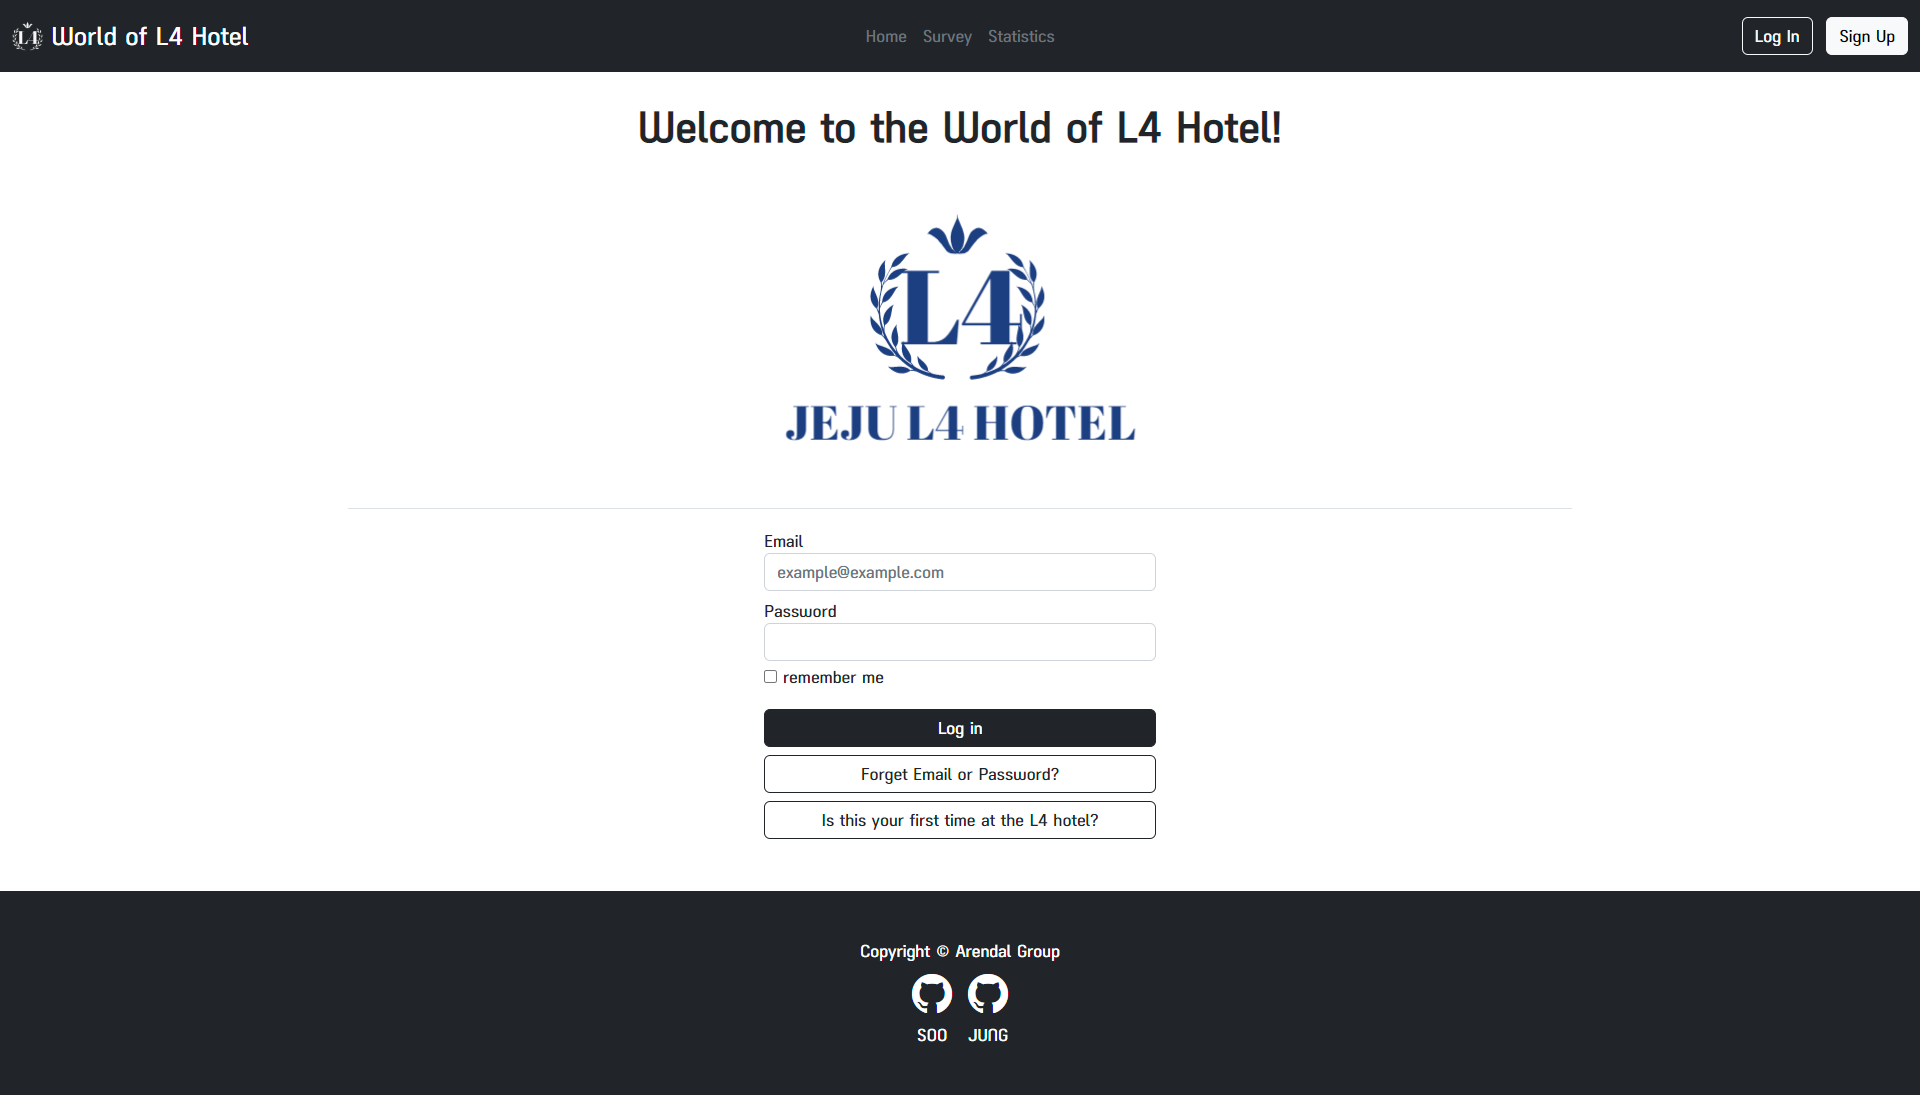 L4 World of L4 Hotel
Home Survey Statistics
Log In Sign Up
Welcome to the World of L4 Hotel!
L4
JEJU L4 HOTEL
Email
example@example.com
Password
remember me
Log in
Forget Email or Password?
Is this your first time at the L4 hotel?
Copyright © Arendal Group
SOO JUNG